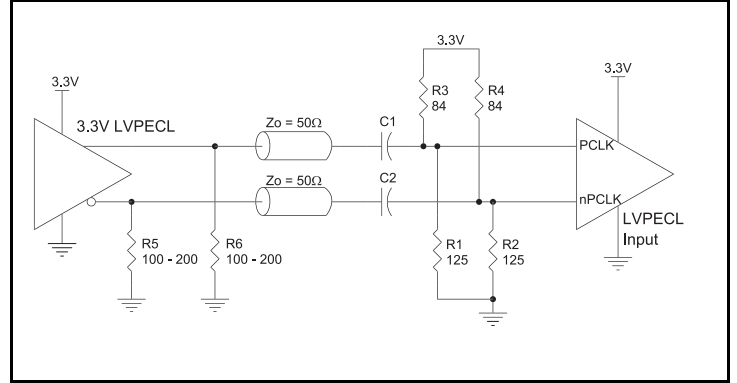 3.3V
3.3V LVPECL
Zo = 50Ω
Zo = 50Ω
C1
C2
3.3V
R3
84
R4
84
3.3V
PCLK
nPCLK
LVPECL
Input
R5
100 - 200
R6
100 - 200
R1
125
R2
125